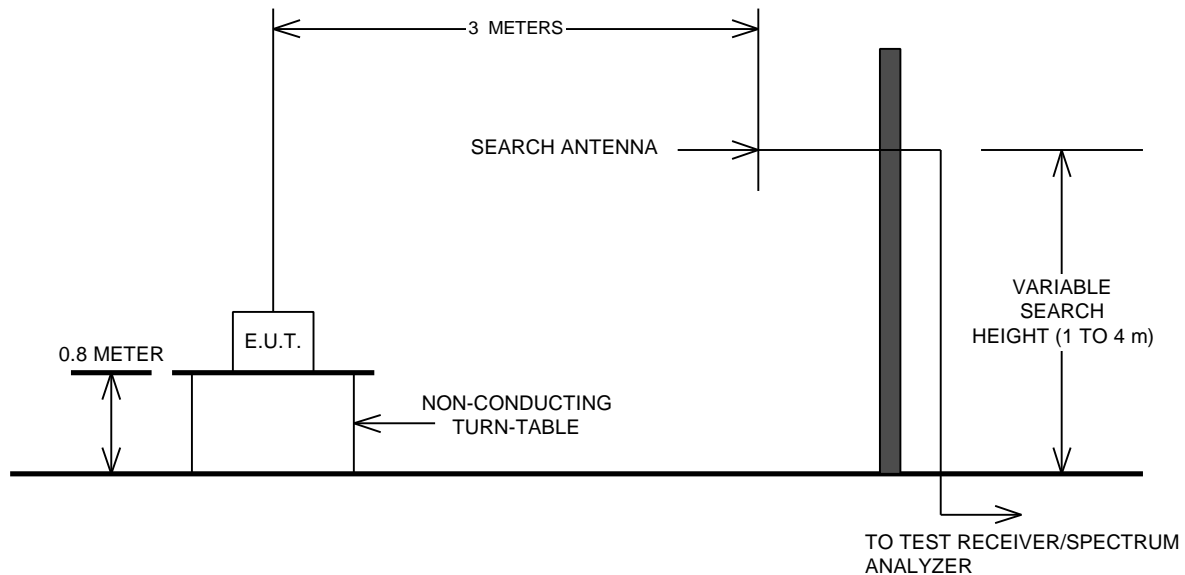 3 METERS
SEARCH ANTENNA
VARIABLE
SEARCH
HEIGHT (1 TO 4 m)
E.U.T.
0.8 METER
NON-CONDUCTING
TURN-TABLE
TO TEST RECEIVER/SPECTRUM
ANALYZER